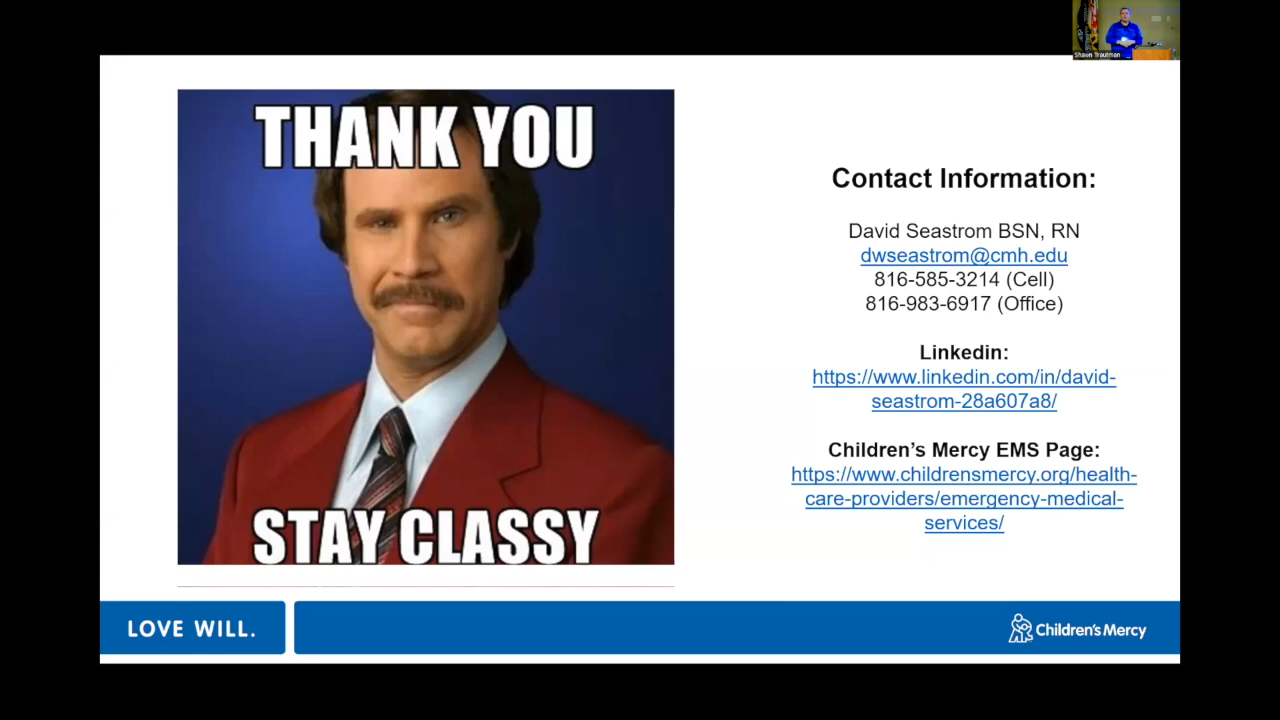 Shawn Trautman
THANK YOU
STAY CLASSY
Contact Information:
David Seastrom BSN, RN
dwseastrom@cmh.edu
816-585-3214 (Cell)
816-983-6917 (Office)
Linkedin:
https://www.linkedin.com/in/david-
seastrom-28a607a8/
Children’s Mercy EMS Page:
https://www.childrensmercy.org/health-
care-providers/emergency-medical-
services/
LOVE WILL.
Children's Mercy